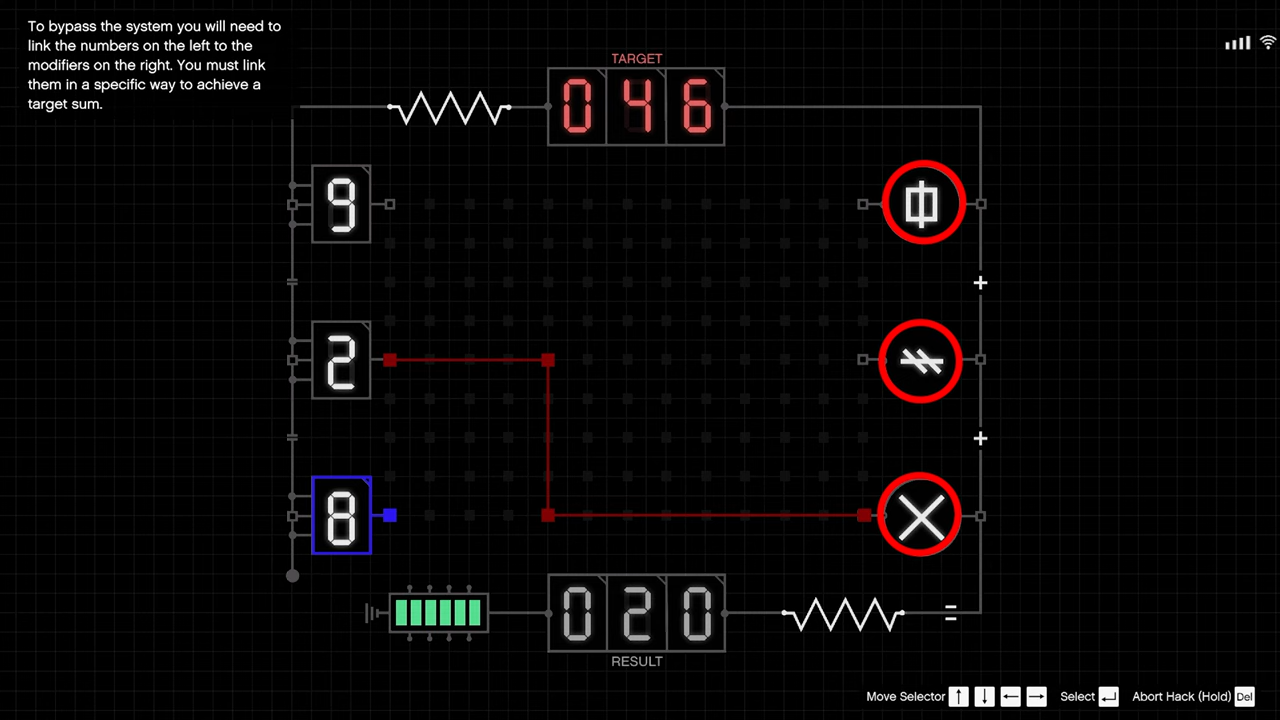 To bypass the system you will need to
link the numbers on the left to the
modifiers on the right. You must link
them in a specific way to achieve a
target sum.
TARGET
046
9
+
2
+
8
020
=
RESULT
Move Selector ↑ ↓ ← → Select ↵ Abort Hack (Hold) Del